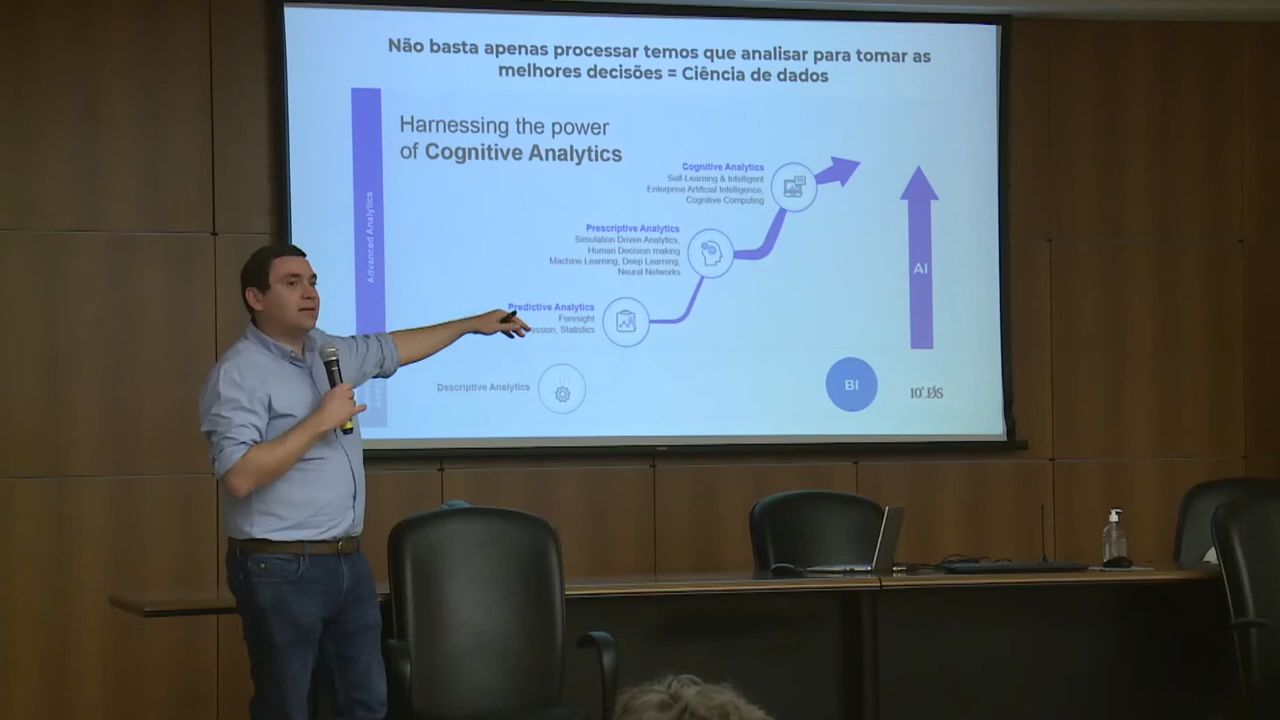 Não basta apenas processar temos que analisar para tomar as
melhores decisões = Ciência de dados
Harnessing the power
of Cognitive Analytics
Advanced Analytics
Cognitive Analytics
Self-Learning & Intelligent
Enterprise Artificial Intelligence,
Cognitive Computing
Prescriptive Analytics
Simulation Driven Analytics,
Human Decision making
Machine Learning, Deep Learning,
Neural Networks
Predictive Analytics
Foresight
ession, Statistics
Descriptive Analytics
AI
BI